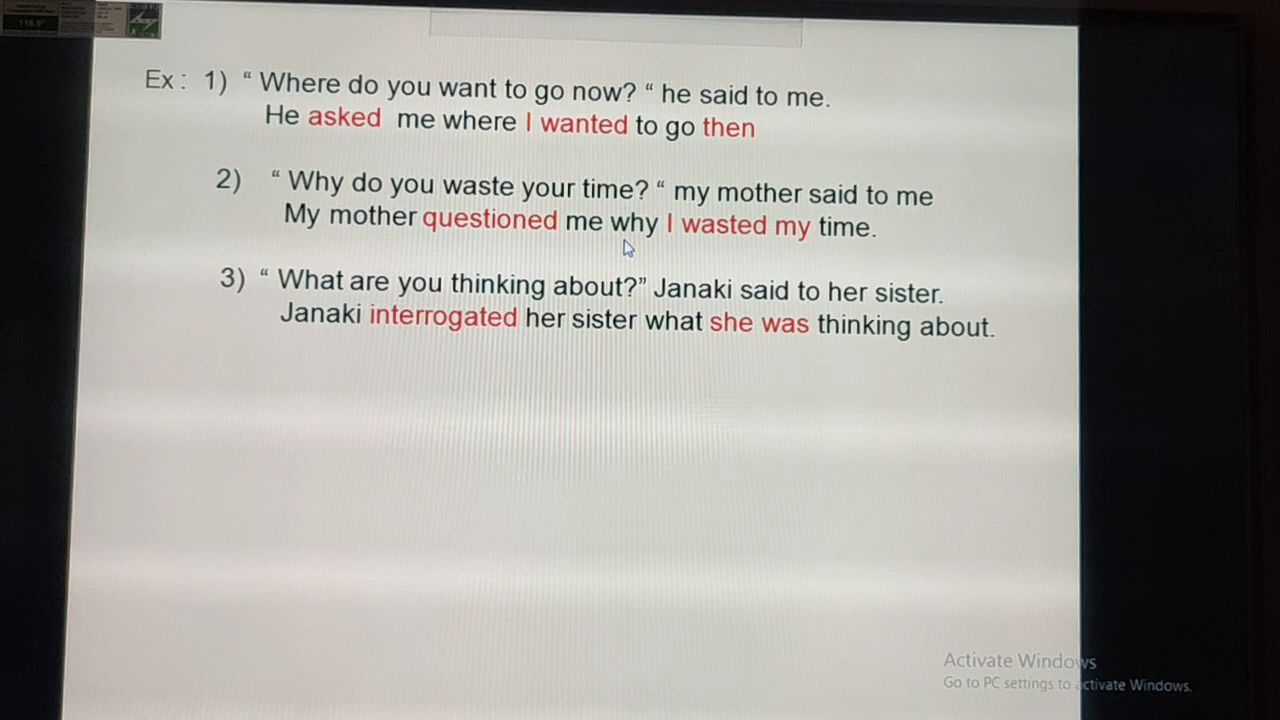 Ex : 1) “ Where do you want to go now? “ he said to me.
He asked me where I wanted to go then
2) “ Why do you waste your time? “ my mother said to me
My mother questioned me why I wasted my time.
3) “ What are you thinking about?” Janaki said to her sister.
Janaki interrogated her sister what she was thinking about.
Activate Windows
Go to PC settings to activate Windows.